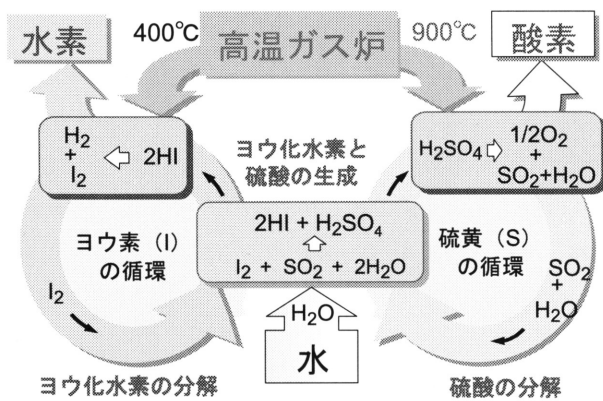 水素
400℃
高温ガス炉
900℃
酸素
H₂
+
I₂
⇦ 2HI
ヨウ化水素と
硫酸の生成
H₂SO₄ ⇨
1/2O₂
+
SO₂+H₂O
2HI + H₂SO₄
⇧
I₂ + SO₂ + 2H₂O
ヨウ素（I）
の循環
硫黄（S）
の循環
I₂
SO₂
+
H₂O
H₂O
水
ヨウ化水素の分解
硫酸の分解